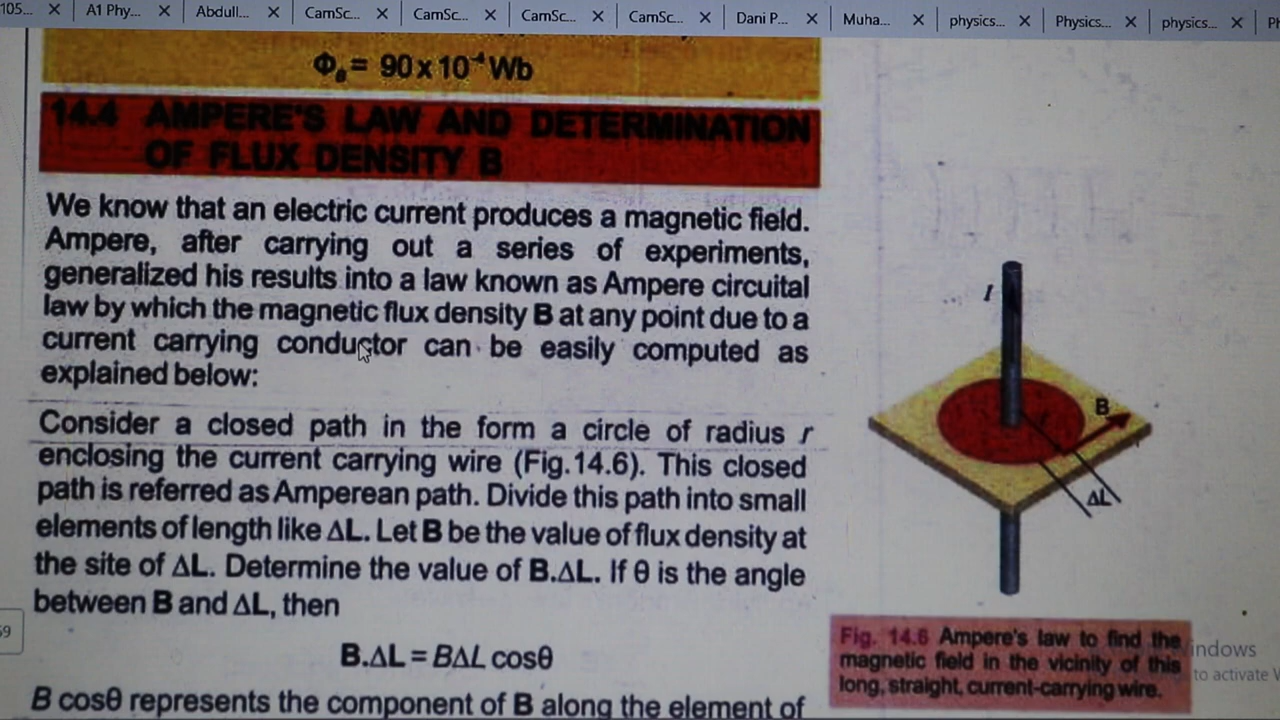 105...
A1 Phy...
Abdull...
CamSc...
CamSc...
CamSc...
CamSc...
Dani P...
Muha...
physics...
Physics...
physics...
Φ_B = 90 x 10⁻⁴ Wb
14.4 AMPERE'S LAW AND DETERMINATION
OF FLUX DENSITY B
We know that an electric current produces a magnetic field.
Ampere, after carrying out a series of experiments,
generalized his results into a law known as Ampere circuital
law by which the magnetic flux density B at any point due to a
current carrying conductor can be easily computed as
explained below:
Consider a closed path in the form a circle of radius r
enclosing the current carrying wire (Fig.14.6). This closed
path is referred as Amperean path. Divide this path into small
elements of length like ΔL. Let B be the value of flux density at
the site of ΔL. Determine the value of B.ΔL. If θ is the angle
between B and ΔL, then
B.ΔL = BΔL cosθ
B cosθ represents the component of B along the element of
I
r
B
ΔL
Fig. 14.6 Ampere's law to find the
magnetic field in the vicinity of this
long, straight, current-carrying wire.
indows
to activate W